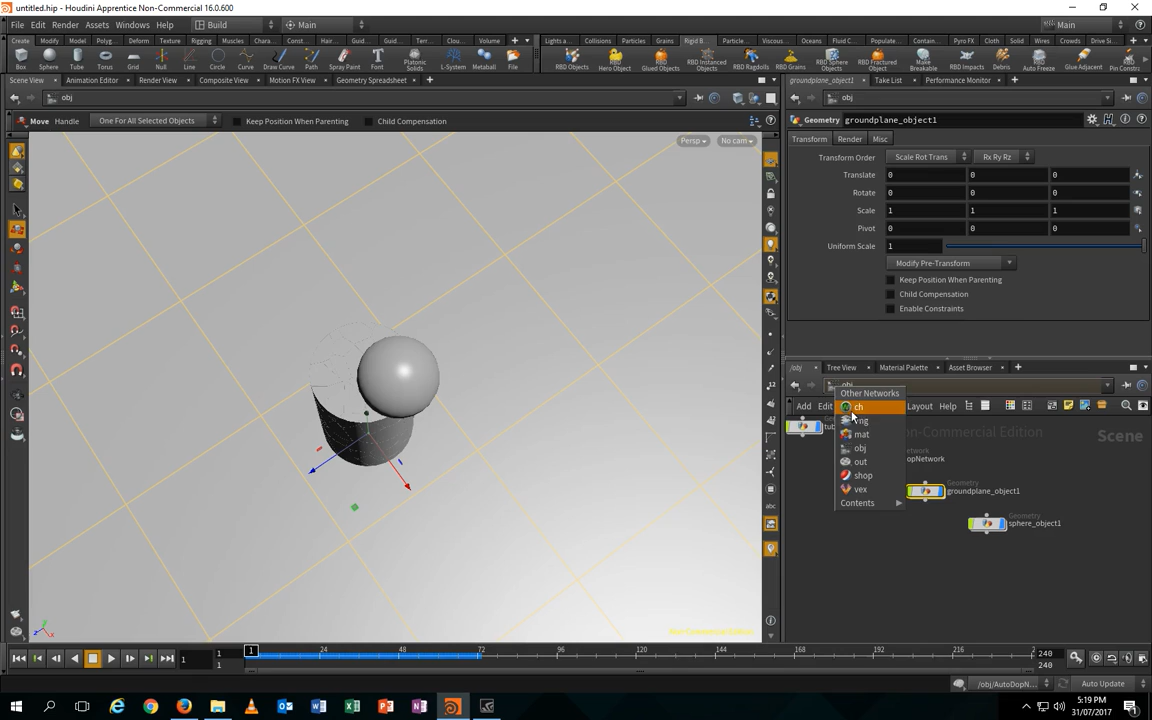 untitled.hip - Houdini Apprentice Non-Commercial 16.0.600
File Edit Render Assets Windows Help Build Main Main
Create Modify Model Polyg... Deform Texture Rigging Muscles Charac... Constr... Hair... Guid... Guid... Terr... Clou... Volume
Lights a... Collisions Particles Grains Rigid B... Particle... Viscous... Oceans Fluid C... Populate... Contain... Pyro FX Cloth Solid Wires Crowds Drive Si...
Box Sphere Tube Torus Grid Null Line Circle Curve Draw Curve Path Spray Paint Font Platonic Solids L-System Metaball File
RBD Objects Hero Object Glued Objects RBD Instanced Objects RBD Ragdolls RBD Grains RBD Sphere Objects RBD Fractured Object Make Breakable RBD Impacts RBD Auto Freeze Glue Adjacent
Scene View Animation Editor Render View Composite View Motion FX View Geometry Spreadsheet
groundplane_object1 Take List Performance Monitor
obj
obj
Move Handle One For All Selected Objects Keep Position When Parenting Child Compensation
Geometry groundplane_object1
Persp No cam
Transform Render Misc
Transform Order Scale Rot Trans Rx Ry Rz
Translate 0 0 0
Rotate 0 0 0
Scale 1 1 1
Pivot 0 0 0
Uniform Scale 1
Modify Pre-Transform
Keep Position When Parenting
Child Compensation
Enable Constraints
/obj Tree View Material Palette Asset Browser
obj
Other Networks
Add Edit Layout Help
ch
img
mat
obj
out
shop
vex
Contents
Non-Commercial Edition
Scene
Geometry
groundplane_object1
Geometry
sphere_object1
1 24 48 72 96 120 144 168 192 216 2
1 1 1 240 240
/obj/AutoDopN... Auto Update
5:19 PM
31/07/2017